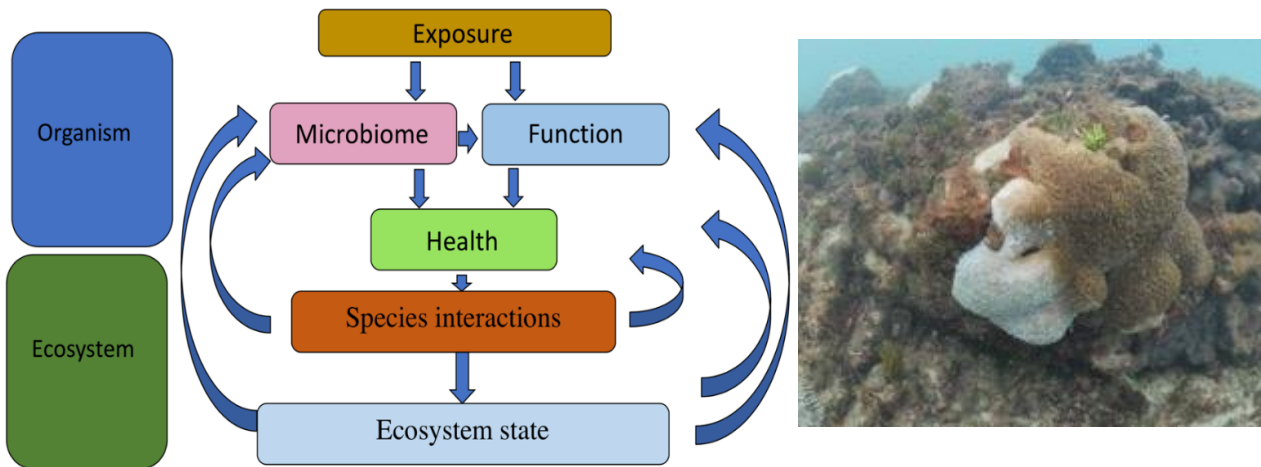 Exposure
Organism
Microbiome
Function
Health
Species interactions
Ecosystem
Ecosystem state